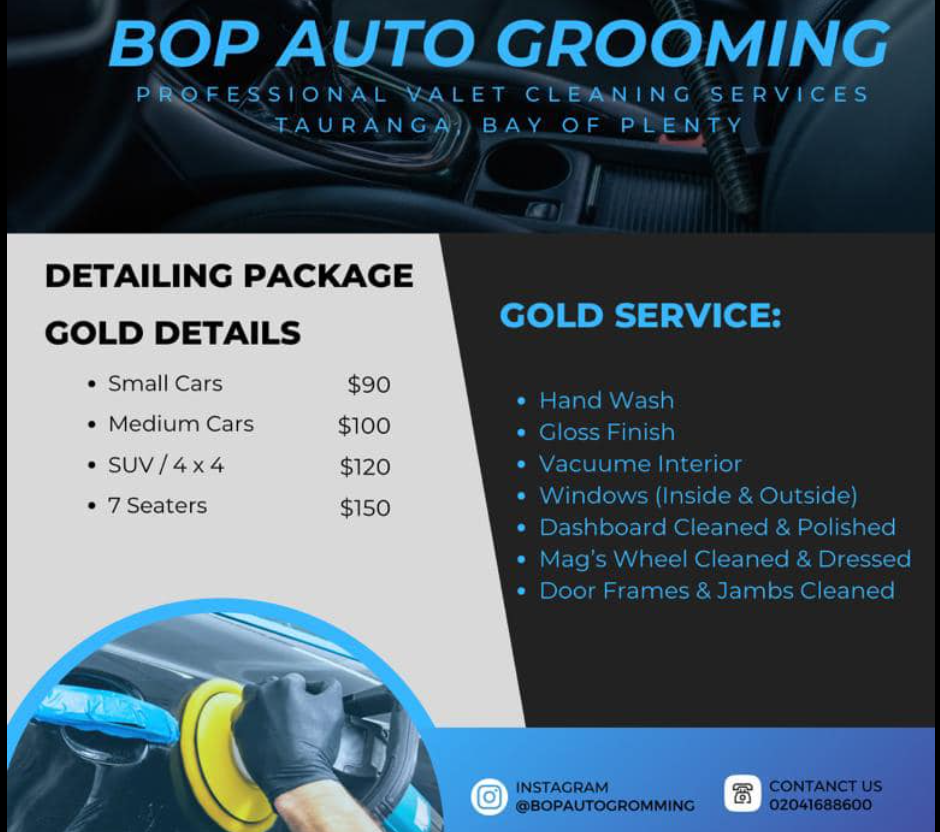 BOP AUTO GROOMING
PROFESSIONAL VALET CLEANING SERVICES
TAURANGA, BAY OF PLENTY
DETAILING PACKAGE
GOLD DETAILS
• Small Cars $90
• Medium Cars $100
• SUV / 4 x 4 $120
• 7 Seaters $150
GOLD SERVICE:
• Hand Wash
• Gloss Finish
• Vacuume Interior
• Windows (Inside & Outside)
• Dashboard Cleaned & Polished
• Mag's Wheel Cleaned & Dressed
• Door Frames & Jambs Cleaned
INSTAGRAM
@BOPAUTOGROMMING
CONTANCT US
02041688600